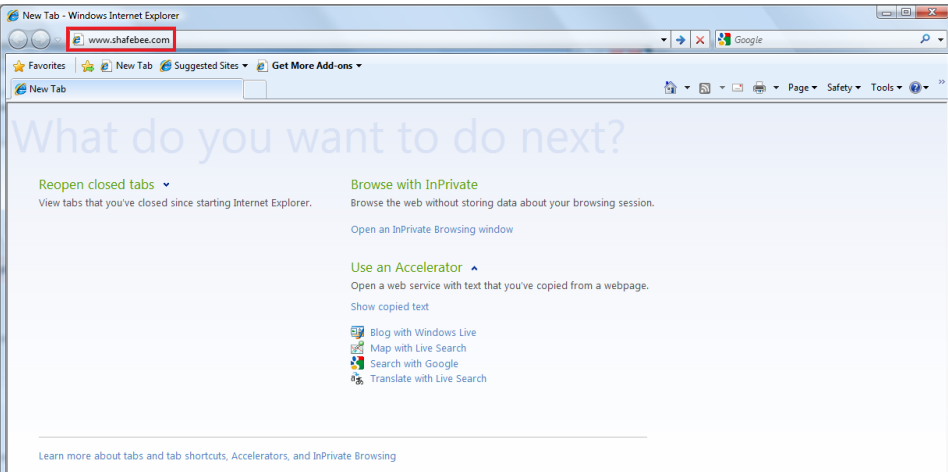 New Tab - Windows Internet Explorer
www.shafebee.com
Google
Favorites New Tab Suggested Sites Get More Add-ons
New Tab
Page Safety Tools
What do you want to do next?
Reopen closed tabs
View tabs that you've closed since starting Internet Explorer.
Browse with InPrivate
Browse the web without storing data about your browsing session.
Open an InPrivate Browsing window
Use an Accelerator
Open a web service with text that you've copied from a webpage.
Show copied text
Blog with Windows Live
Map with Live Search
Search with Google
Translate with Live Search
Learn more about tabs and tab shortcuts, Accelerators, and InPrivate Browsing